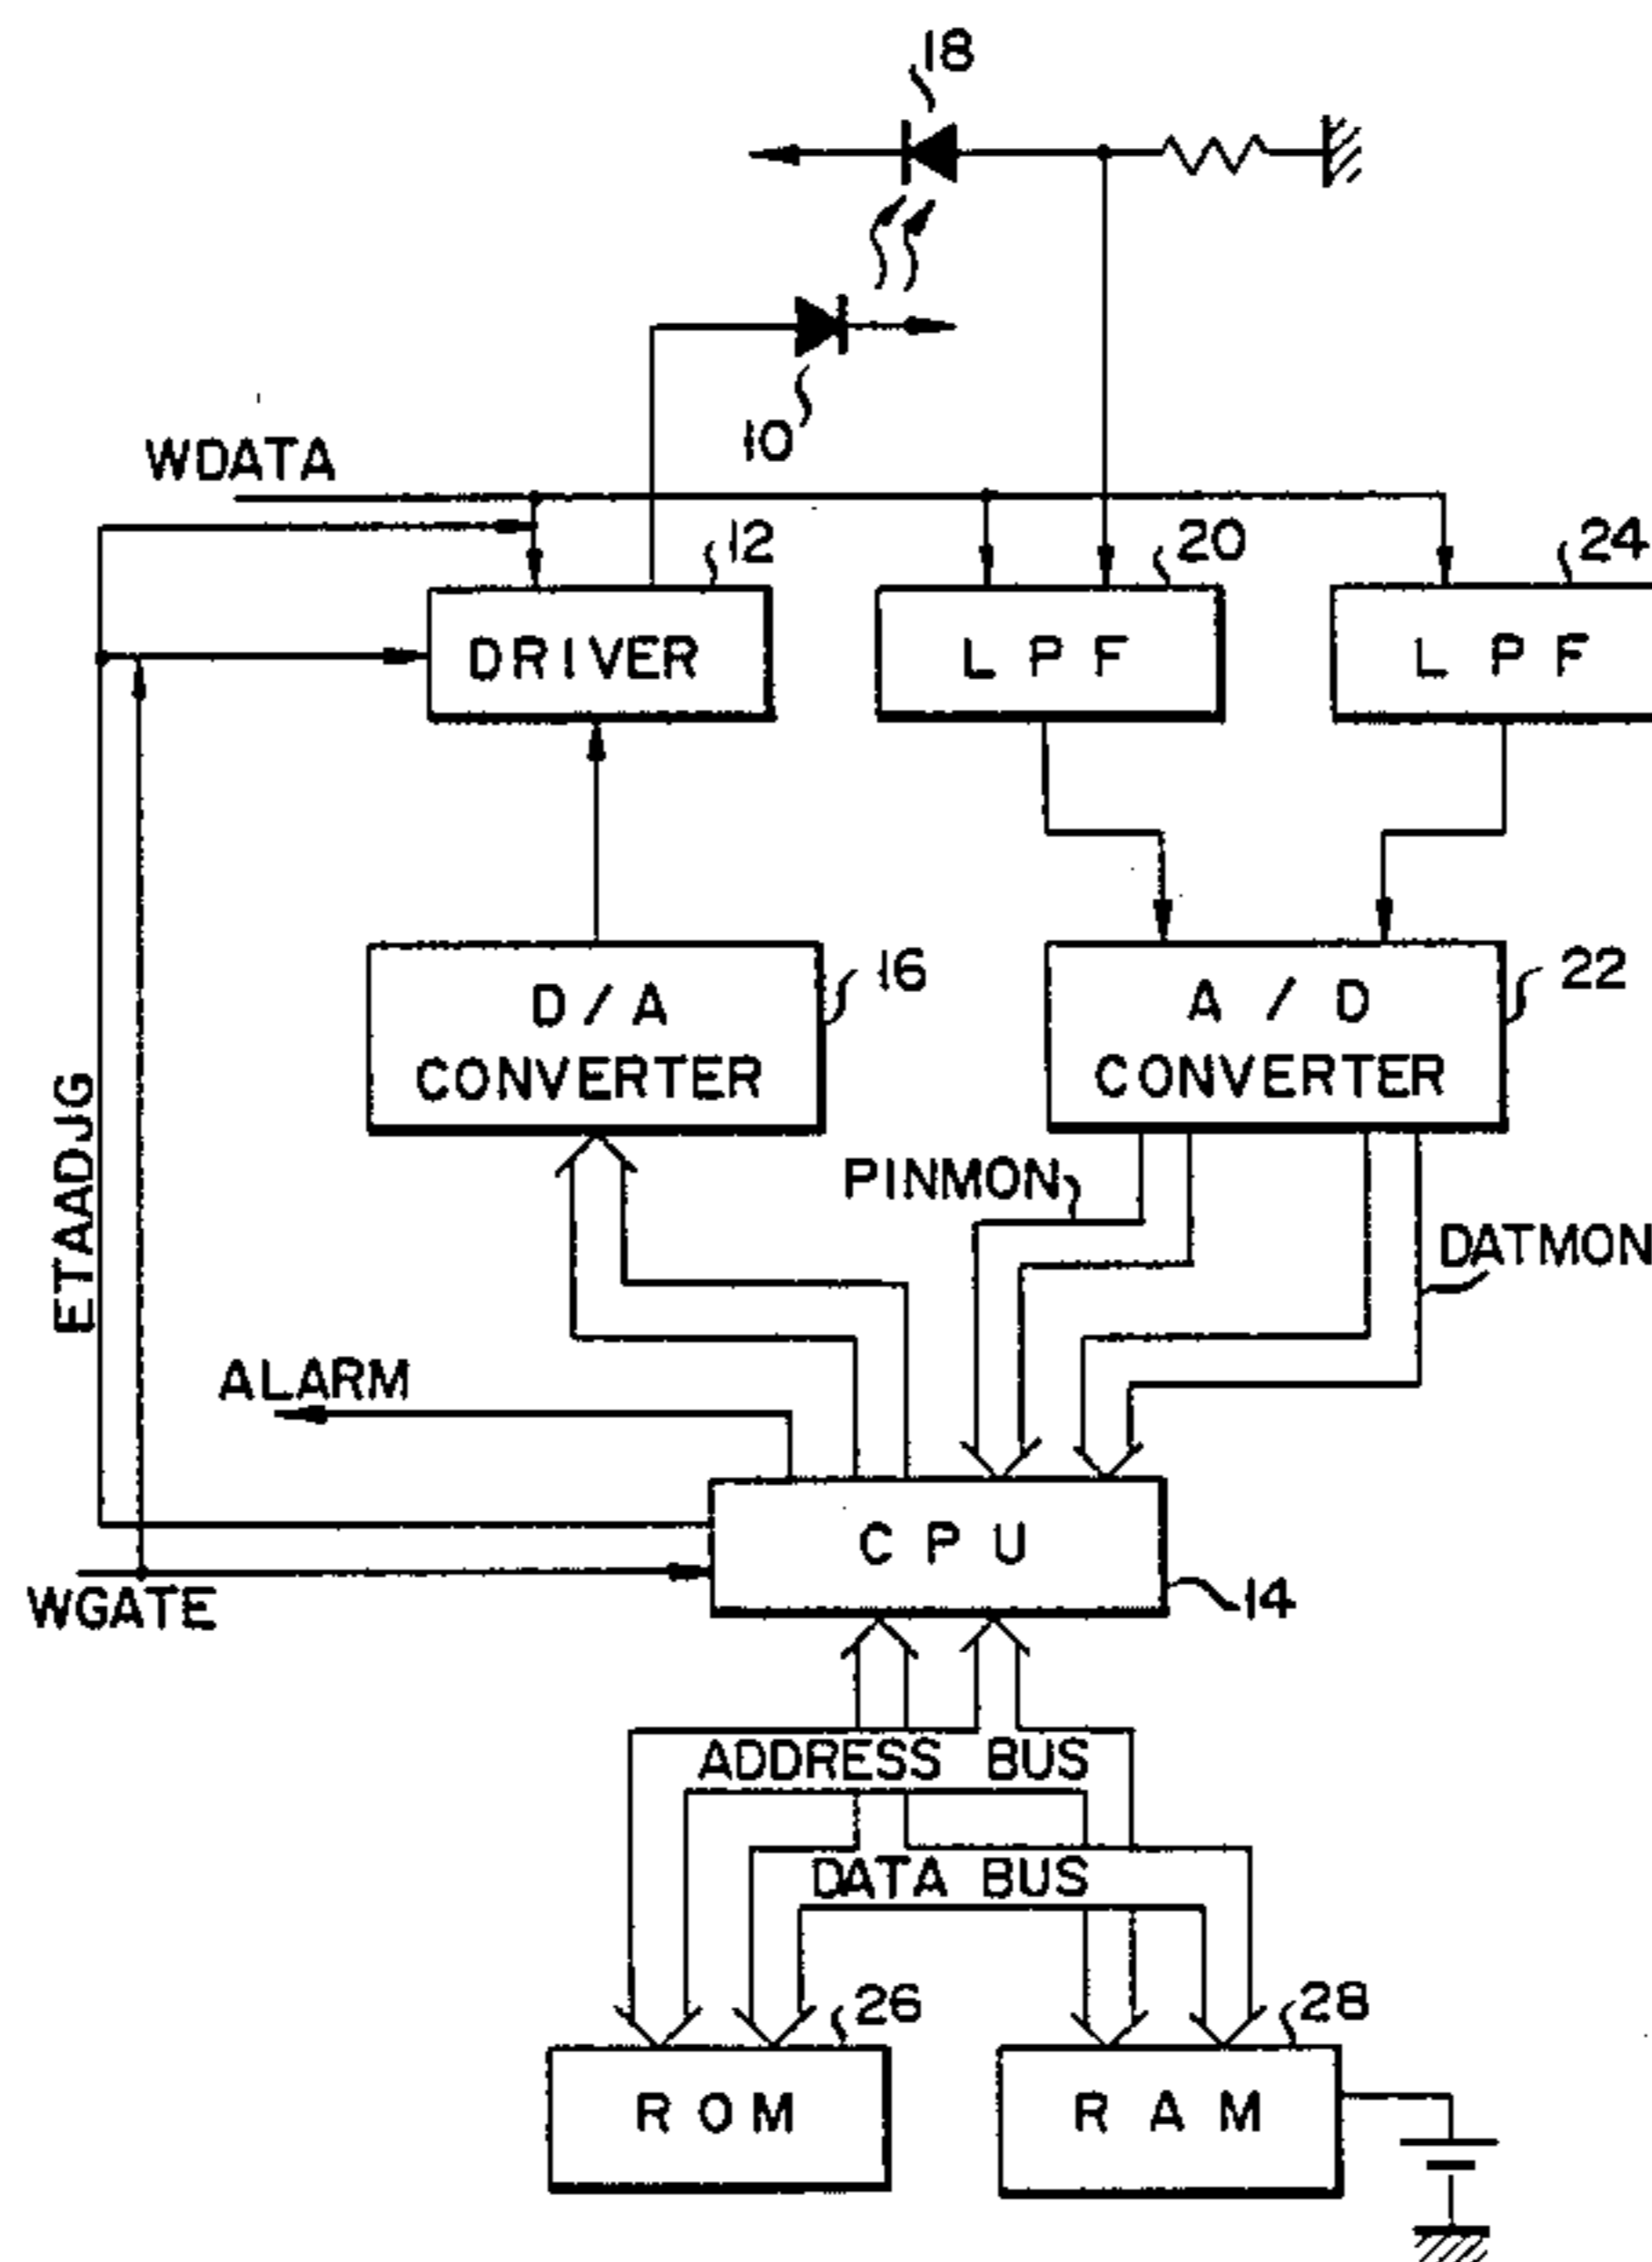 18
10
WDATA
12
20
24
DRIVER
L P F
L P F
D/A
CONVERTER
16
A / D
CONVERTER
22
PINMON
DATMON
ETAADJG
ALARM
C P U
WGATE
14
ADDRESS BUS
DATA BUS
26
28
R O M
R A M